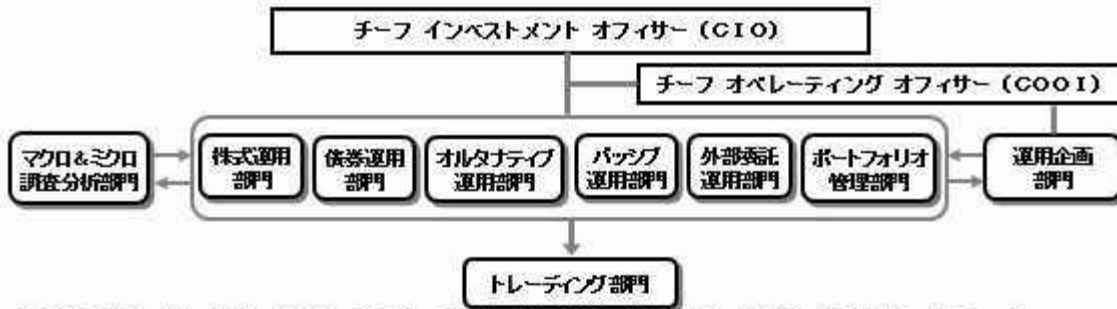 チーフ インベストメント オフィサー (CIO)
チーフ オペレーティング オフィサー (COOI)
マクロ&ミクロ
調査分析部門
株式運用
部門
債券運用
部門
オルタナティブ
運用部門
パッシブ
運用部門
外部委託
運用部門
ポートフォリオ
管理部門
運用企画
部門
トレーディング部門